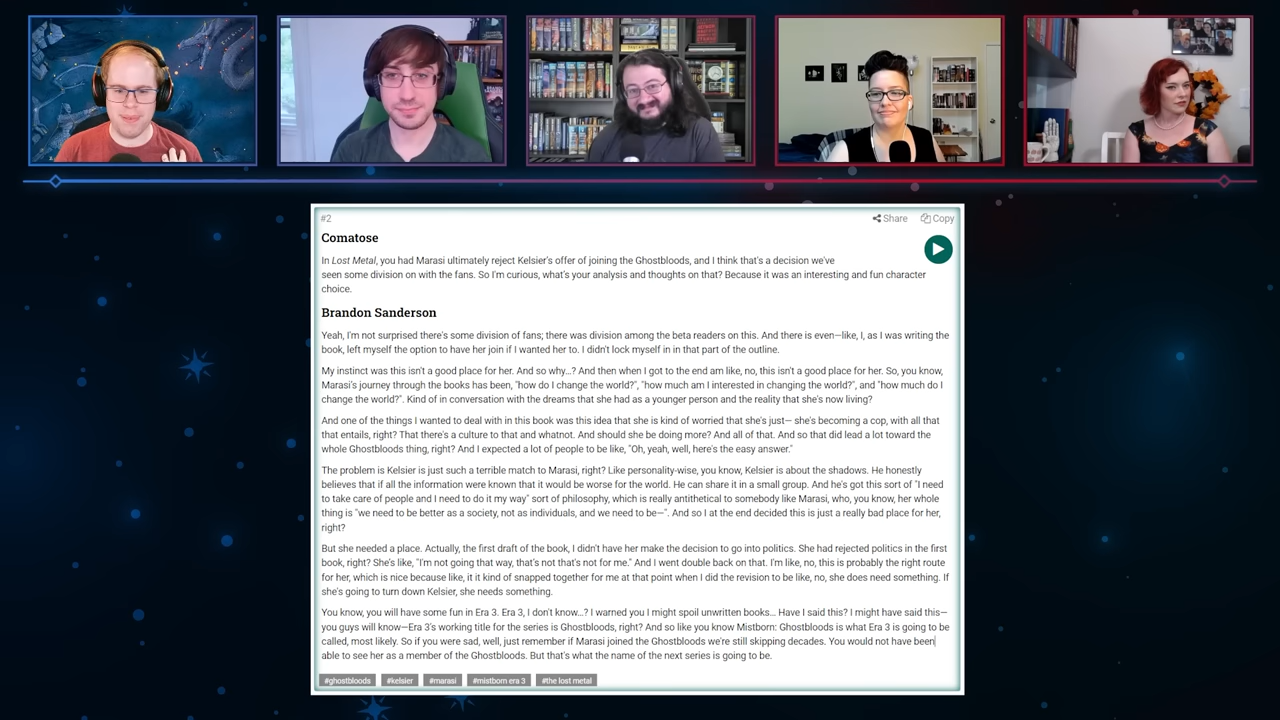 #2
Share
Copy
Comatose
In Lost Metal, you had Marasi ultimately reject Kelsier's offer of joining the Ghostbloods, and I think that's a decision we've
seen some division on with the fans. So I'm curious, what's your analysis and thoughts on that? Because it was an interesting and fun character
choice.
Brandon Sanderson
Yeah, I'm not surprised there's some division of fans; there was division among the beta readers on this. And there is even—like, I, as I was writing the
book, left myself the option to have her join if I wanted her to. I didn't lock myself in in that part of the outline.
My instinct was this isn't a good place for her. And so why...? And then when I got to the end am like, no, this isn't a good place for her. So, you know,
Marasi's journey through the books has been, "how do I change the world?", "how much am I interested in changing the world?", and "how much do I
change the world?". Kind of in conversation with the dreams that she had as a younger person and the reality that she's now living?
And one of the things I wanted to deal with in this book was this idea that she is kind of worried that she's just— she's becoming a cop, with all that
that entails, right? That there's a culture to that and whatnot. And should she be doing more? And all of that. And so that did lead a lot toward the
whole Ghostbloods thing, right? And I expected a lot of people to be like, "Oh, yeah, well, here's the easy answer."
The problem is Kelsier is just such a terrible match to Marasi, right? Like personality-wise, you know, Kelsier is about the shadows. He honestly
believes that if all the information were known that it would be worse for the world. He can share it in a small group. And he's got this sort of "I need
to take care of people and I need to do it my way" sort of philosophy, which is really antithetical to somebody like Marasi, who, you know, her whole
thing is "we need to be better as a society, not as individuals, and we need to be—". And so I at the end decided this is just a really bad place for her,
right?
But she needed a place. Actually, the first draft of the book, I didn't have her make the decision to go into politics. She had rejected politics in the first
book, right? She's like, "I'm not going that way, that's not that's not for me." And I went double back on that. I'm like, no, this is probably the right route
for her, which is nice because like, it it kind of snapped together for me at that point when I did the revision to be like, no, she does need something. If
she's going to turn down Kelsier, she needs something.
You know, you will have some fun in Era 3. Era 3, I don't know...? I warned you I might spoil unwritten books... Have I said this? I might have said this—
you guys will know—Era 3's working title for the series is Ghostbloods, right? And so like you know Mistborn: Ghostbloods is what Era 3 is going to be
called, most likely. So if you were sad, well, just remember if Marasi joined the Ghostbloods we're still skipping decades. You would not have been
able to see her as a member of the Ghostbloods. But that's what the name of the next series is going to be.
#ghostbloods
#kelsier
#marasi
#mistborn era 3
#the lost metal